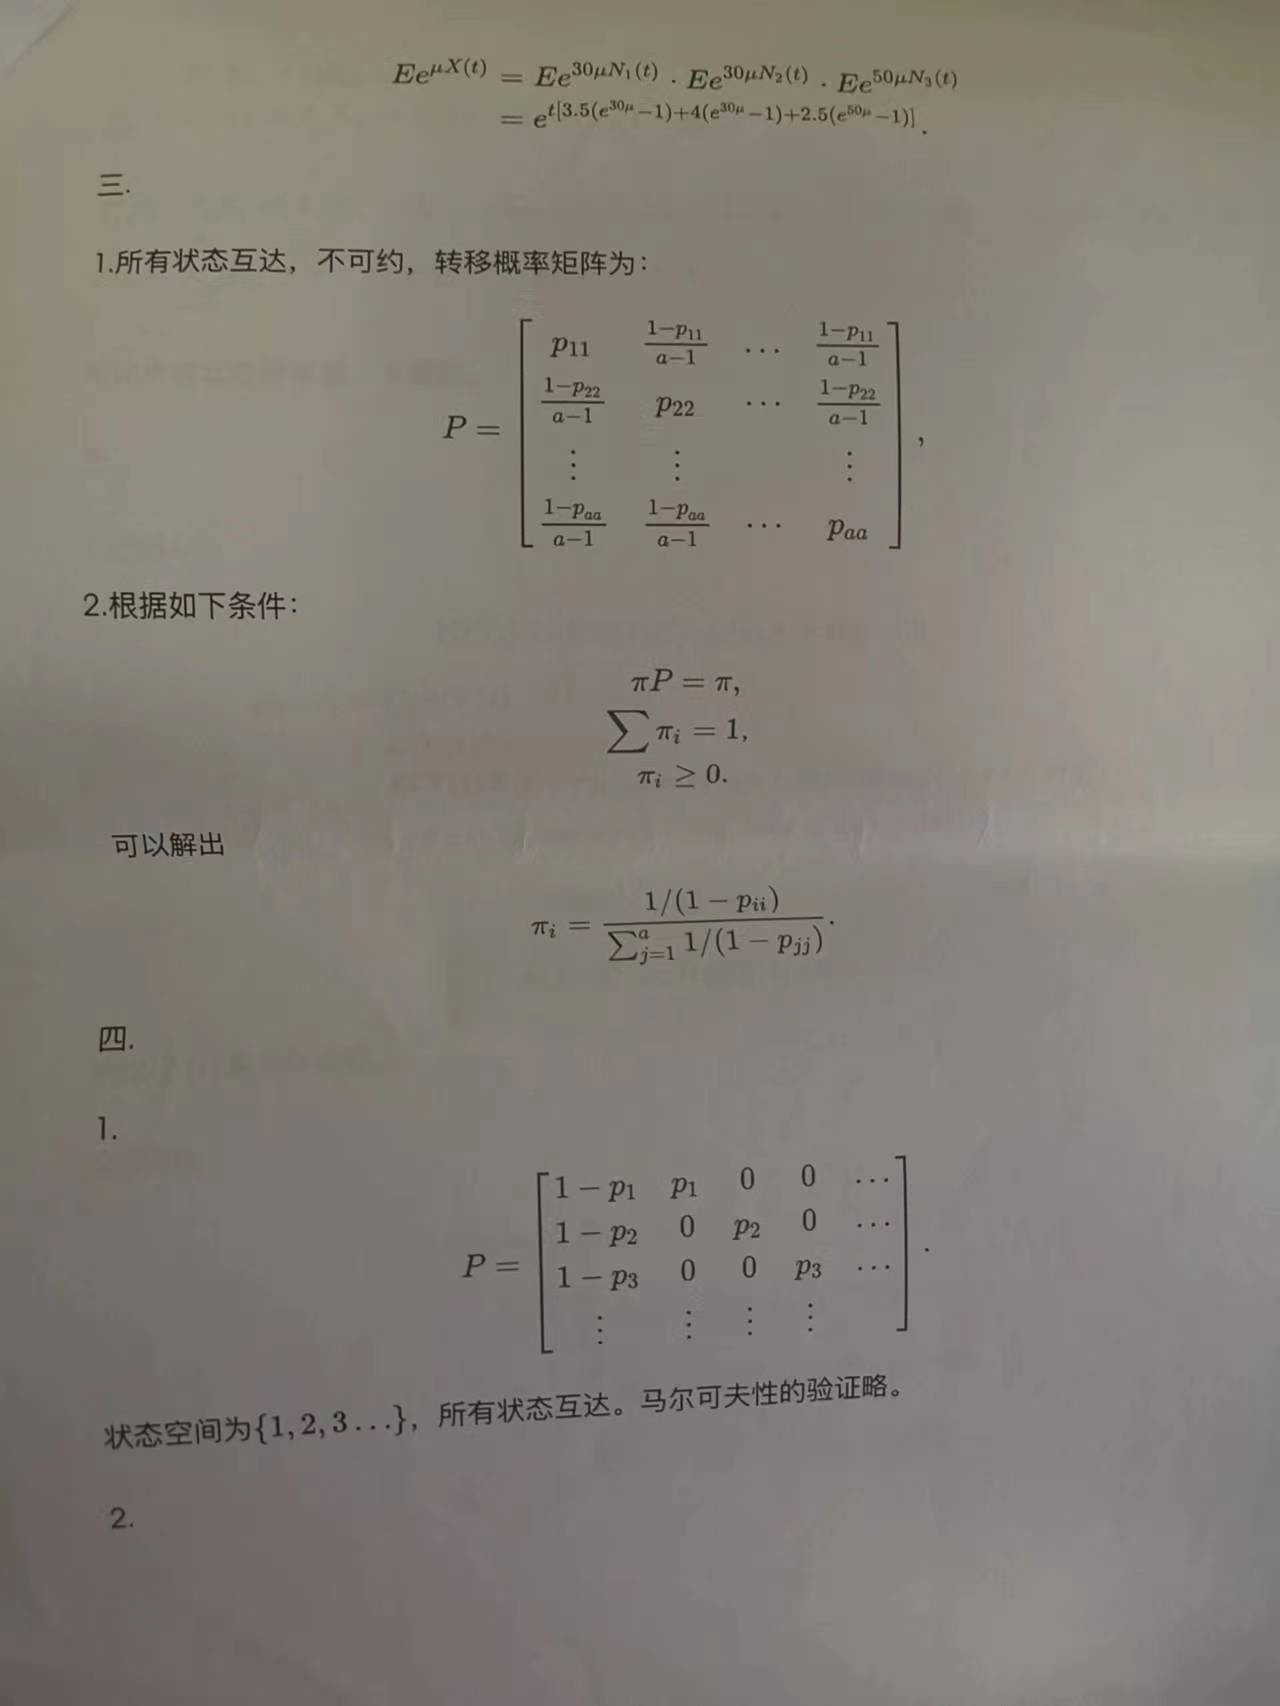 $Ee^{\mu X(t)} = Ee^{30\mu N_1(t)} \cdot Ee^{30\mu N_2(t)} \cdot Ee^{50\mu N_3(t)}$
$= e^{t[3.5(e^{30\mu}-1)+4(e^{30\mu}-1)+2.5(e^{50\mu}-1)]}.$
三.
1.所有状态互达，不可约，转移概率矩阵为：
$P = \begin{bmatrix} p_{11} & \frac{1-p_{11}}{a-1} & \cdots & \frac{1-p_{11}}{a-1} \\ \frac{1-p_{22}}{a-1} & p_{22} & \cdots & \frac{1-p_{22}}{a-1} \\ \vdots & \vdots & & \vdots \\ \frac{1-p_{aa}}{a-1} & \frac{1-p_{aa}}{a-1} & \cdots & p_{aa} \end{bmatrix},$
2.根据如下条件：
$\pi P = \pi,$
$\sum \pi_i = 1,$
$\pi_i \geq 0.$
可以解出
$\pi_i = \frac{1/(1-p_{ii})}{\sum_{j=1}^{a} 1/(1-p_{jj})}.$
四.
1.
$P = \begin{bmatrix} 1-p_1 & p_1 & 0 & 0 & \cdots \\ 1-p_2 & 0 & p_2 & 0 & \cdots \\ 1-p_3 & 0 & 0 & p_3 & \cdots \\ \vdots & \vdots & \vdots & \vdots & \end{bmatrix}.$
状态空间为{1, 2, 3 …}，所有状态互达。马尔可夫性的验证略。
2.